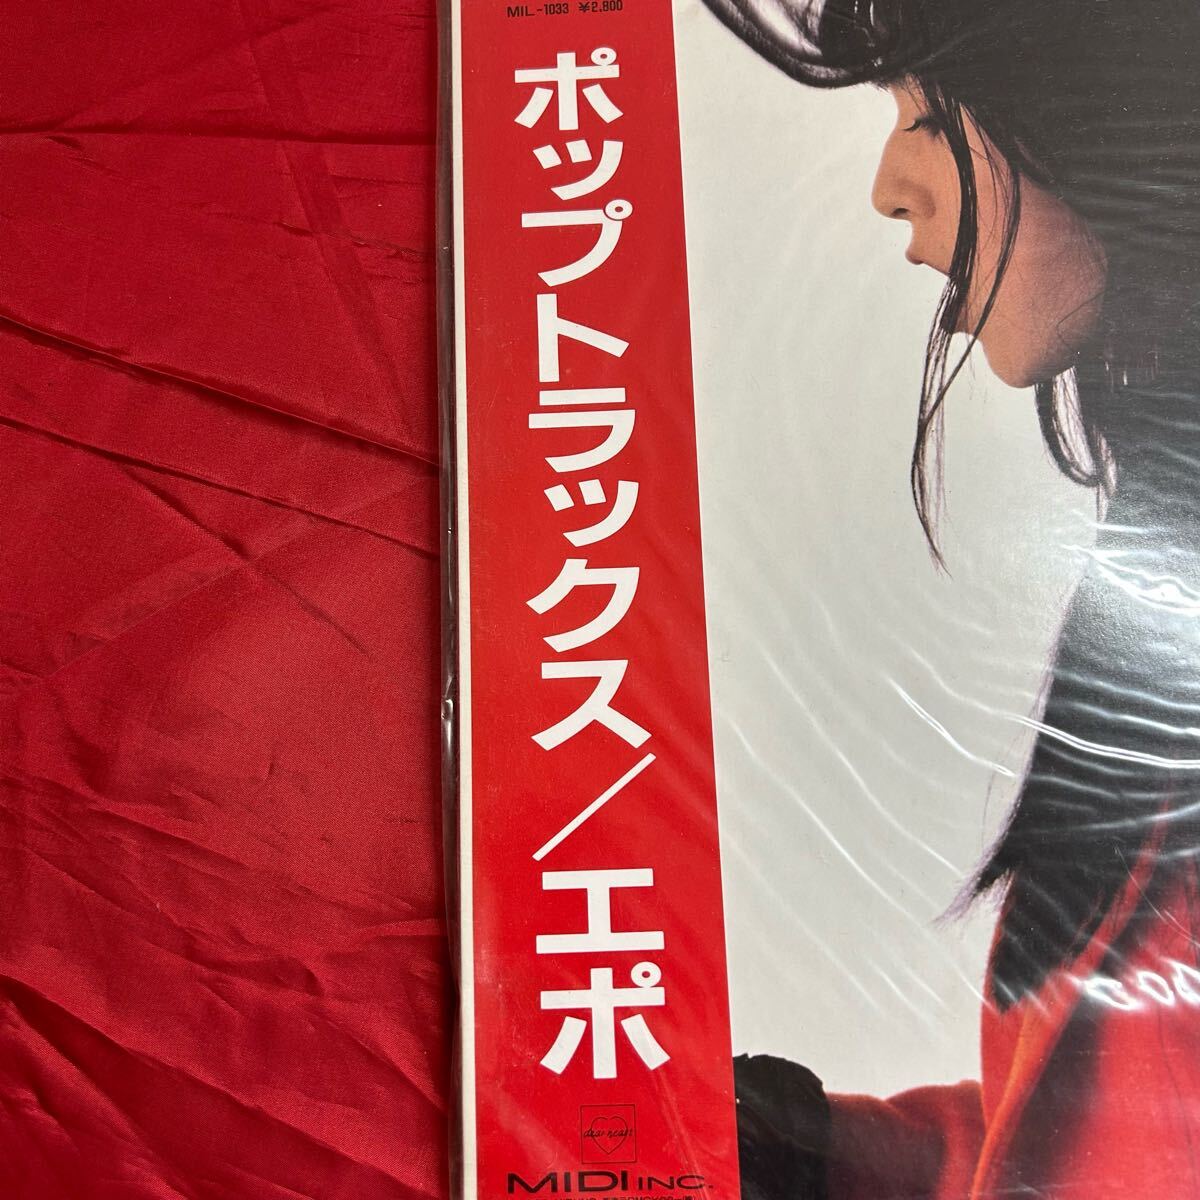 MIL-1033 ¥2,800
ポップトラックス／エポ
dear heart
MIDI INC.